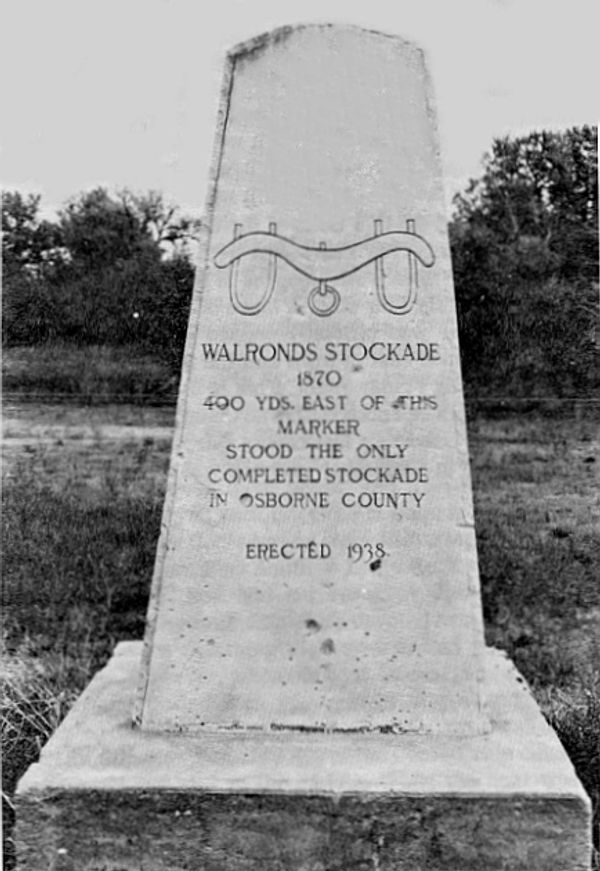 WALRONDS STOCKADE
1870
400 YDS. EAST OF THIS
MARKER
STOOD THE ONLY
COMPLETED STOCKADE
IN OSBORNE COUNTY
ERECTED 1938.